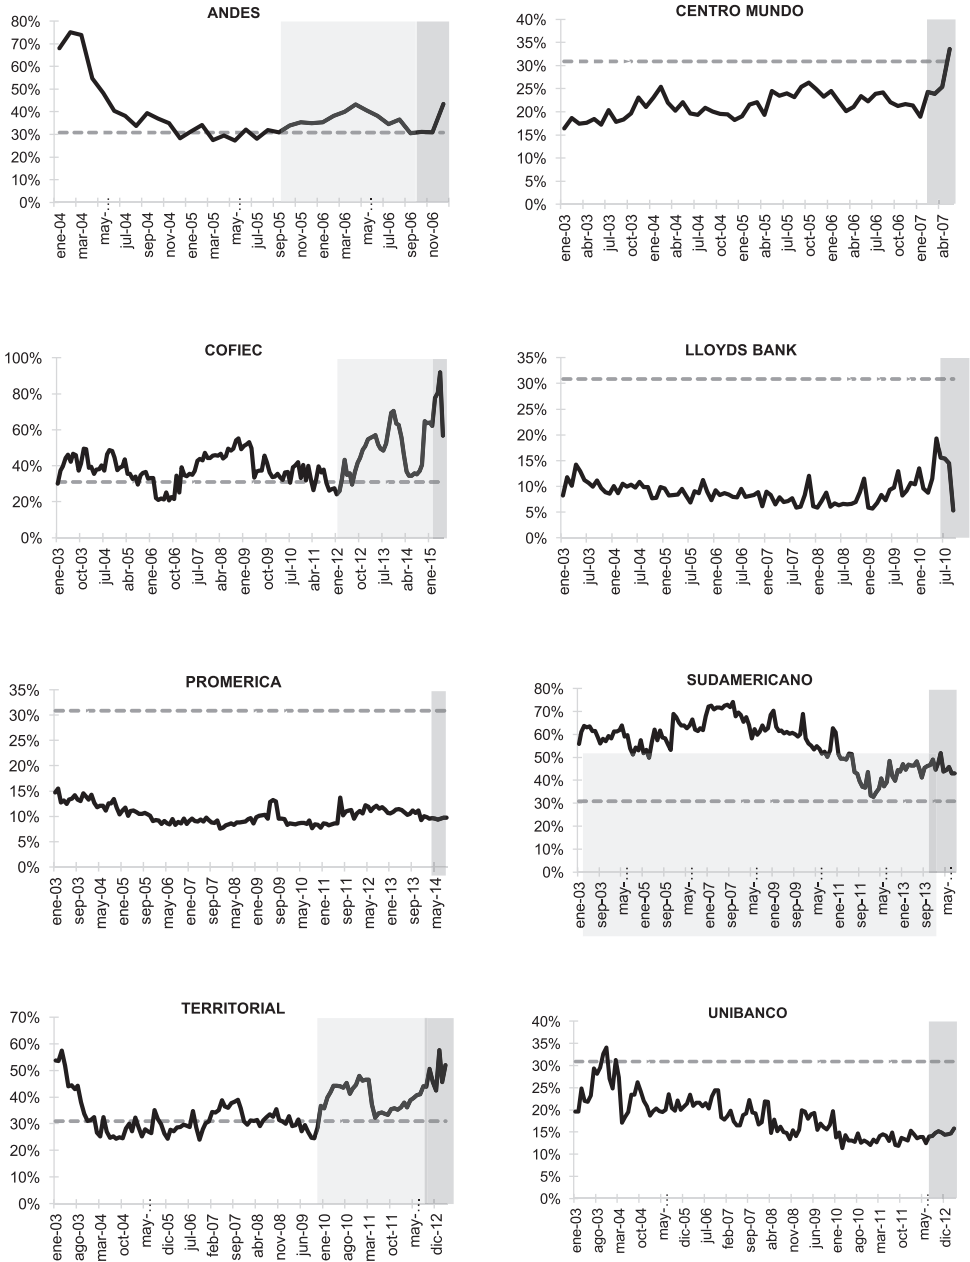 ANDES
80%
70%
60%
50%
40%
30%
20%
10%
0%
ene-04
mar-04
may-...
jul-04
sep-04
nov-04
ene-05
mar-05
may-...
jul-05
sep-05
nov-05
ene-06
mar-06
may-...
jul-06
sep-06
nov-06
CENTRO MUNDO
40%
35%
30%
25%
20%
15%
10%
5%
0%
ene-03
abr-03
jul-03
oct-03
ene-04
abr-04
jul-04
oct-04
ene-05
abr-05
jul-05
oct-05
ene-06
abr-06
jul-06
oct-06
ene-07
abr-07
COFIEC
100%
80%
60%
40%
20%
0%
ene-03
oct-03
jul-04
abr-05
ene-06
oct-06
jul-07
abr-08
ene-09
oct-09
jul-10
abr-11
ene-12
oct-12
jul-13
abr-14
ene-15
LLOYDS BANK
35%
30%
25%
20%
15%
10%
5%
0%
ene-03
jul-03
ene-04
jul-04
ene-05
jul-05
ene-06
jul-06
ene-07
jul-07
ene-08
jul-08
ene-09
jul-09
ene-10
jul-10
PROMERICA
35%
30%
25%
20%
15%
10%
5%
0%
ene-03
sep-03
may-04
ene-05
sep-05
may-06
ene-07
sep-07
may-08
ene-09
sep-09
may-10
ene-11
sep-11
may-12
ene-13
sep-13
may-14
SUDAMERICANO
80%
70%
60%
50%
40%
30%
20%
10%
0%
ene-03
sep-03
may-...
ene-05
sep-05
may-...
ene-07
sep-07
may-...
ene-09
sep-09
may-...
ene-11
sep-11
may-...
ene-13
sep-13
may-...
TERRITORIAL
70%
60%
50%
40%
30%
20%
10%
0%
ene-03
ago-03
mar-04
oct-04
may-...
dic-05
jul-06
feb-07
sep-07
abr-08
nov-08
jun-09
ene-10
ago-10
mar-11
oct-11
may-...
dic-12
UNIBANCO
40%
35%
30%
25%
20%
15%
10%
5%
0%
ene-03
ago-03
mar-04
oct-04
may-...
dic-05
jul-06
feb-07
sep-07
abr-08
nov-08
jun-09
ene-10
ago-10
mar-11
oct-11
may-...
dic-12